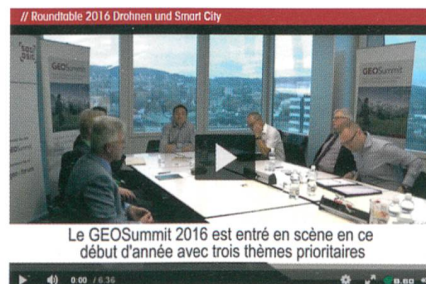 // Roundtable 2016 Drohnen und Smart City
GEOSummit
GEOSummit
Le GEOSummit 2016 est entré en scène en ce
début d'année avec trois thèmes prioritaires
0:00 / 6:36